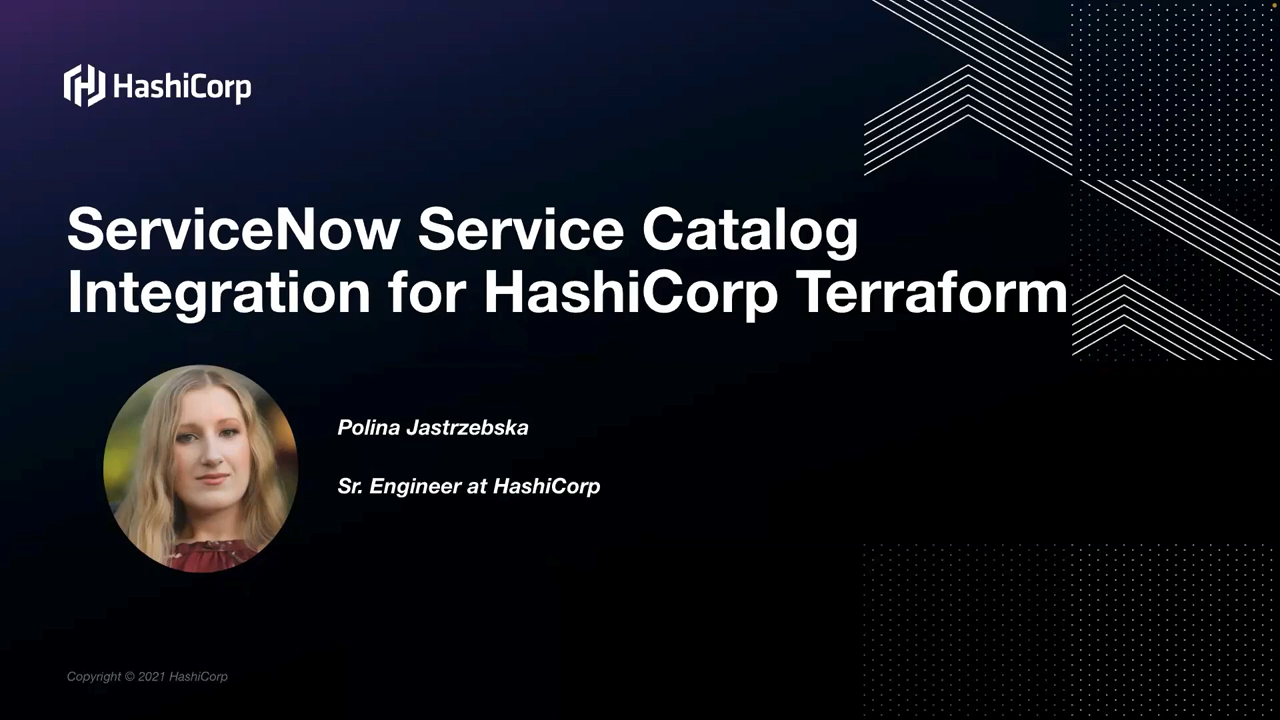 HashiCorp
ServiceNow Service Catalog
Integration for HashiCorp Terraform
Polina Jastrzebska
Sr. Engineer at HashiCorp
Copyright © 2021 HashiCorp